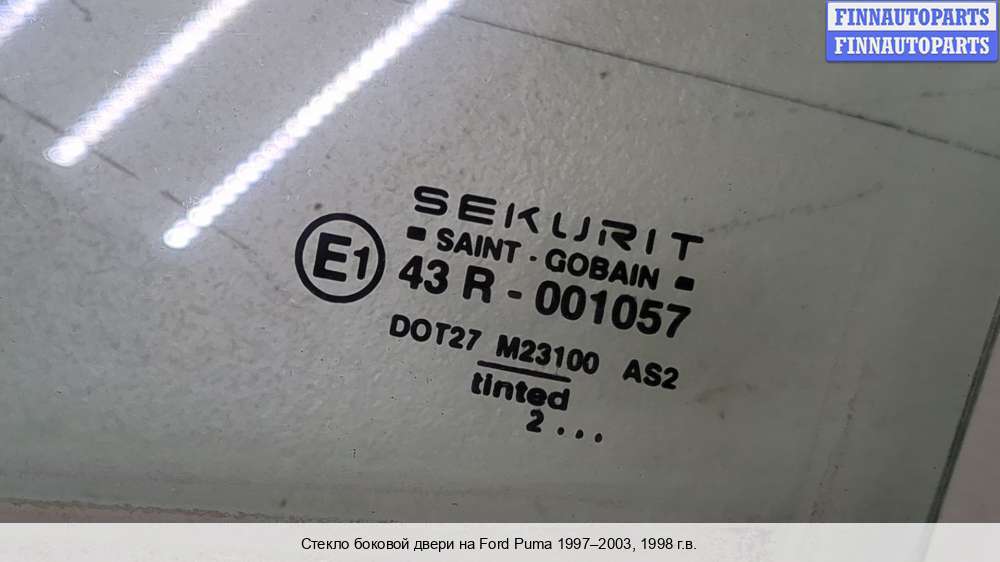 FINNAUTOPARTS
FINNAUTOPARTS
SEKURIT
SAINT - GOBAIN
E1
43 R - 001057
DOT27 M23100 AS2
tinted
2 ...
Стекло боковой двери на Ford Puma 1997–2003, 1998 г.в.